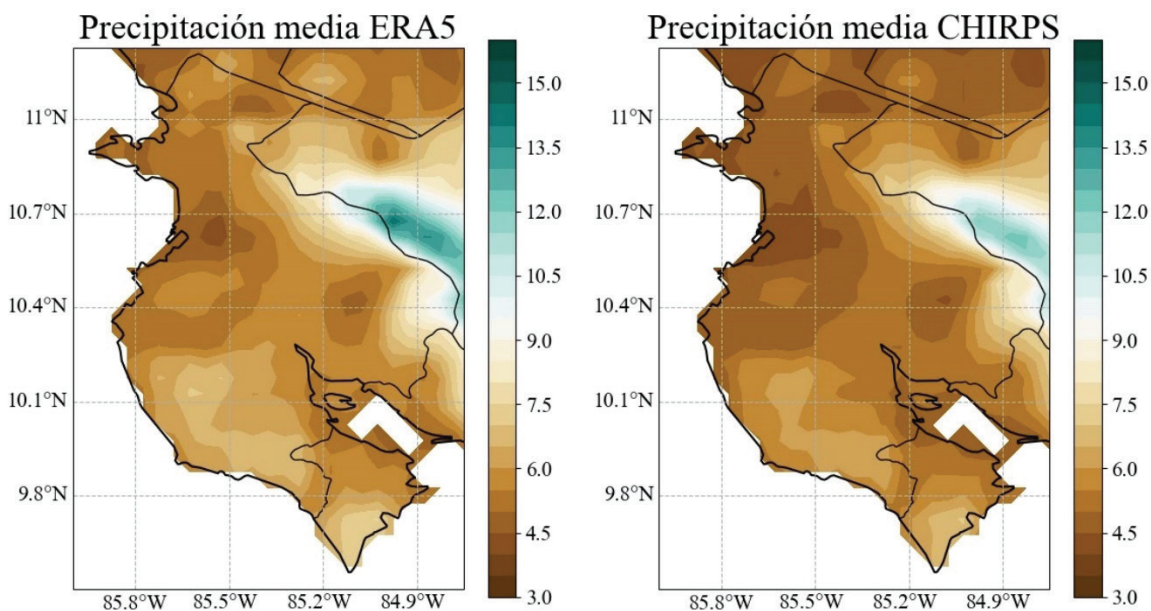 Precipitación media ERA5
11°N
10.7°N
10.4°N
10.1°N
9.8°N
85.8°W
85.5°W
85.2°W
84.9°W
15.0
13.5
12.0
10.5
9.0
7.5
6.0
4.5
3.0
Precipitación media CHIRPS
11°N
10.7°N
10.4°N
10.1°N
9.8°N
85.8°W
85.5°W
85.2°W
84.9°W
15.0
13.5
12.0
10.5
9.0
7.5
6.0
4.5
3.0